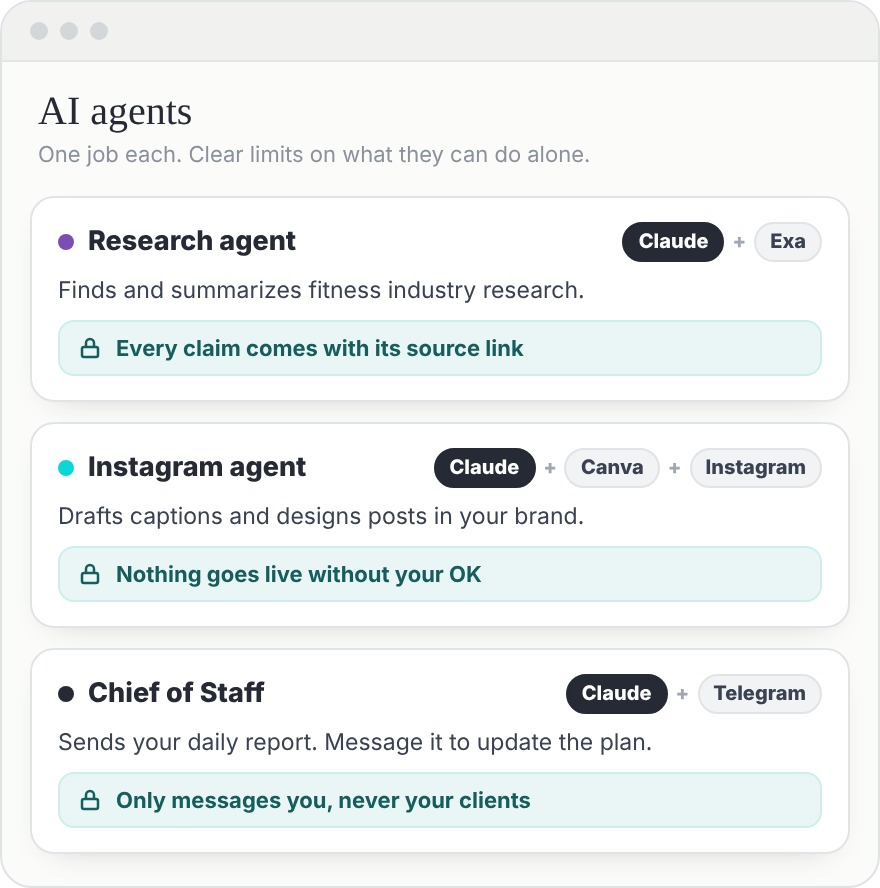 AI agents
One job each. Clear limits on what they can do alone.
Research agent
Claude + Exa
Finds and summarizes fitness industry research.
Every claim comes with its source link
Instagram agent
Claude + Canva + Instagram
Drafts captions and designs posts in your brand.
Nothing goes live without your OK
Chief of Staff
Claude + Telegram
Sends your daily report. Message it to update the plan.
Only messages you, never your clients